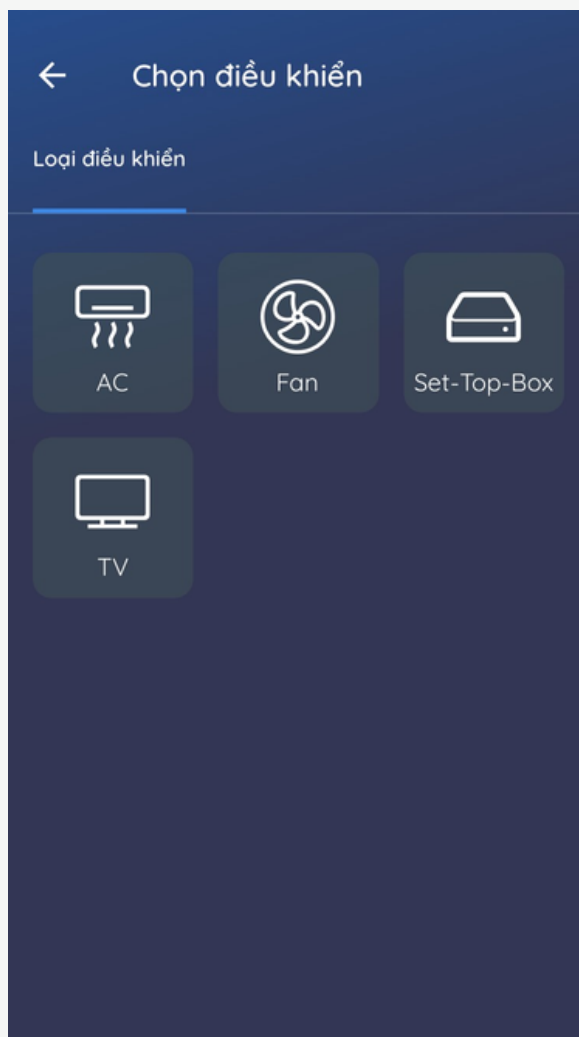 Chọn điều khiển
Loại điều khiển
AC
Fan
Set-Top-Box
TV